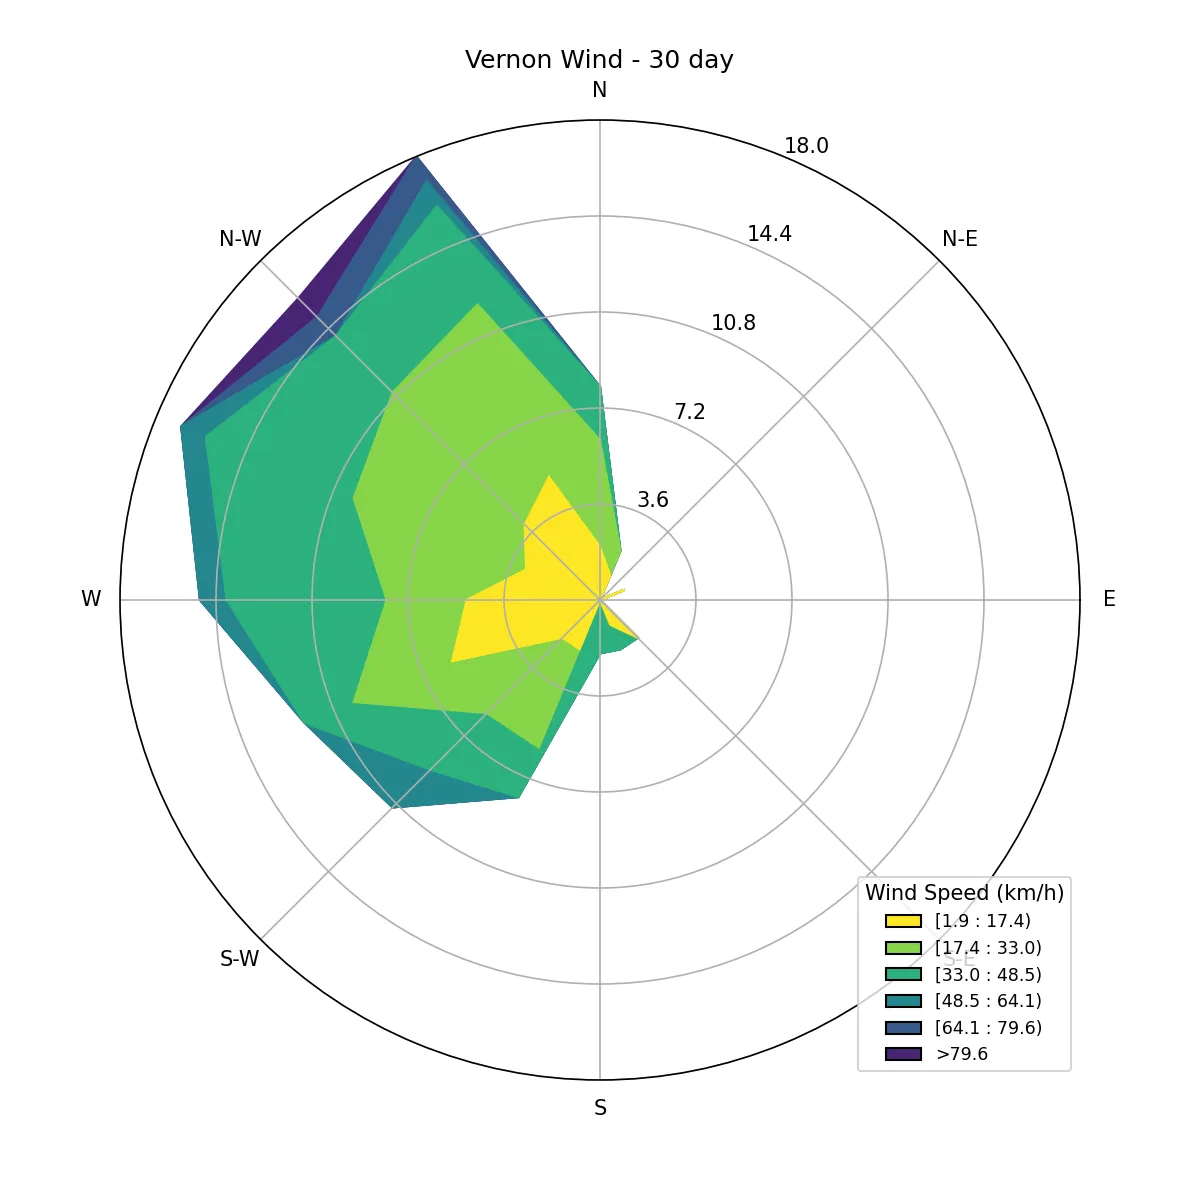 Vernon Wind - 30 day
N
18.0
N-W
14.4
N-E
10.8
7.2
3.6
W
E
S-W
S-E
S
Wind Speed (km/h)
[1.9 : 17.4)
[17.4 : 33.0)
[33.0 : 48.5)
[48.5 : 64.1)
[64.1 : 79.6)
>79.6